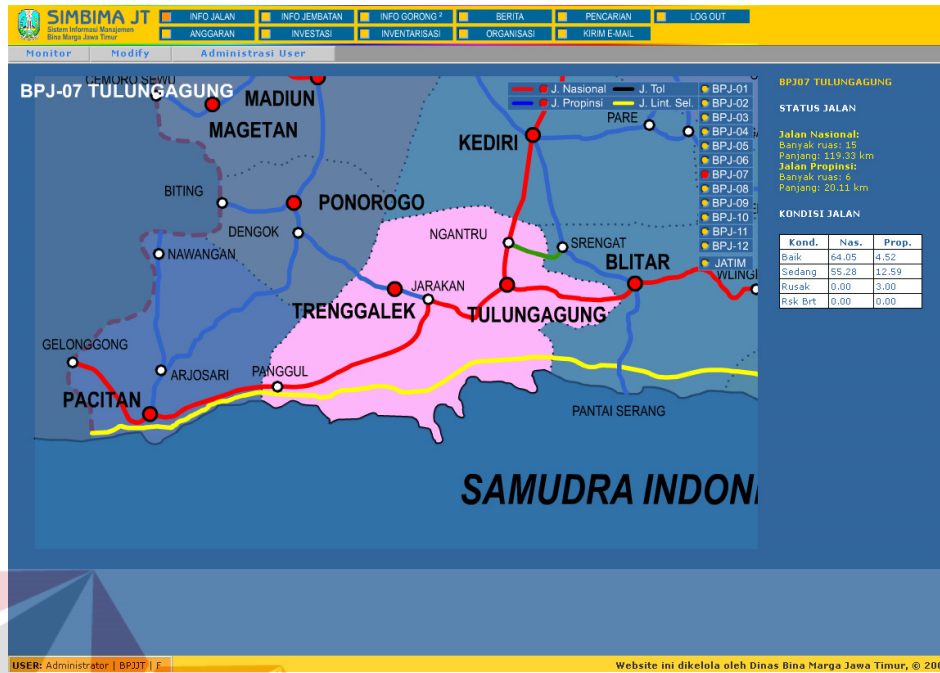 SIMBIMA JT
Sistem Informasi Manajemen
Bina Marga Jawa Timur
INFO JALAN INFO JEMBATAN INFO GORONG ² BERITA PENCARIAN LOG OUT
ANGGARAN INVESTASI INVENTARISASI ORGANISASI KIRIM E-MAIL
Monitor Modify Administrasi User
BPJ-07 TULUNGAGUNG
J. Nasional J. Tol
J. Propinsi J. Lint. Sel.
BPJ-01
BPJ-02
BPJ-03
BPJ-04
BPJ-05
BPJ-06
BPJ-07
BPJ-08
BPJ-09
BPJ-10
BPJ-11
BPJ-12
JATIM
CEMORO SEWU
MADIUN
MAGETAN
PARE
KEDIRI
BITING
PONOROGO
DENGOK
NGANTRU
SRENGAT
NAWANGAN
BLITAR
WLINGI
JARAKAN
TRENGGALEK
TULUNGAGUNG
GELONGGONG
ARJOSARI
PANGGUL
PACITAN
PANTAI SERANG
SAMUDRA INDON
BPJ07 TULUNGAGUNG
STATUS JALAN
Jalan Nasional:
Banyak ruas: 15
Panjang: 119.33 km
Jalan Propinsi:
Banyak ruas: 6
Panjang: 20.11 km
KONDISI JALAN
Kond. Nas. Prop.
Baik 64.05 4.52
Sedang 55.28 12.59
Rusak 0.00 3.00
Rsk Brt 0.00 0.00
USER: Administrator | BPJJT | F
Website ini dikelola oleh Dinas Bina Marga Jawa Timur, © 200